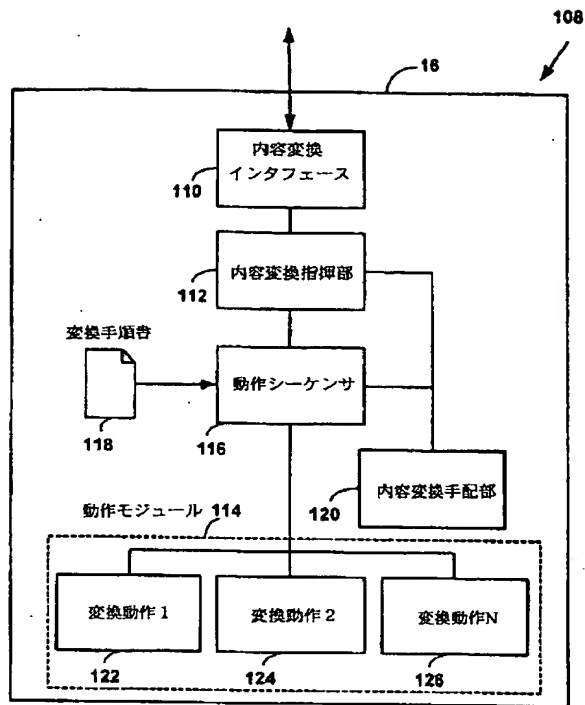 108
16
内容変換
インタフェース
110
内容変換指揮部
112
変換手順書
118
動作シーケンサ
116
内容変換手配部
120
動作モジュール 114
変換動作1
122
変換動作2
124
変換動作N
126